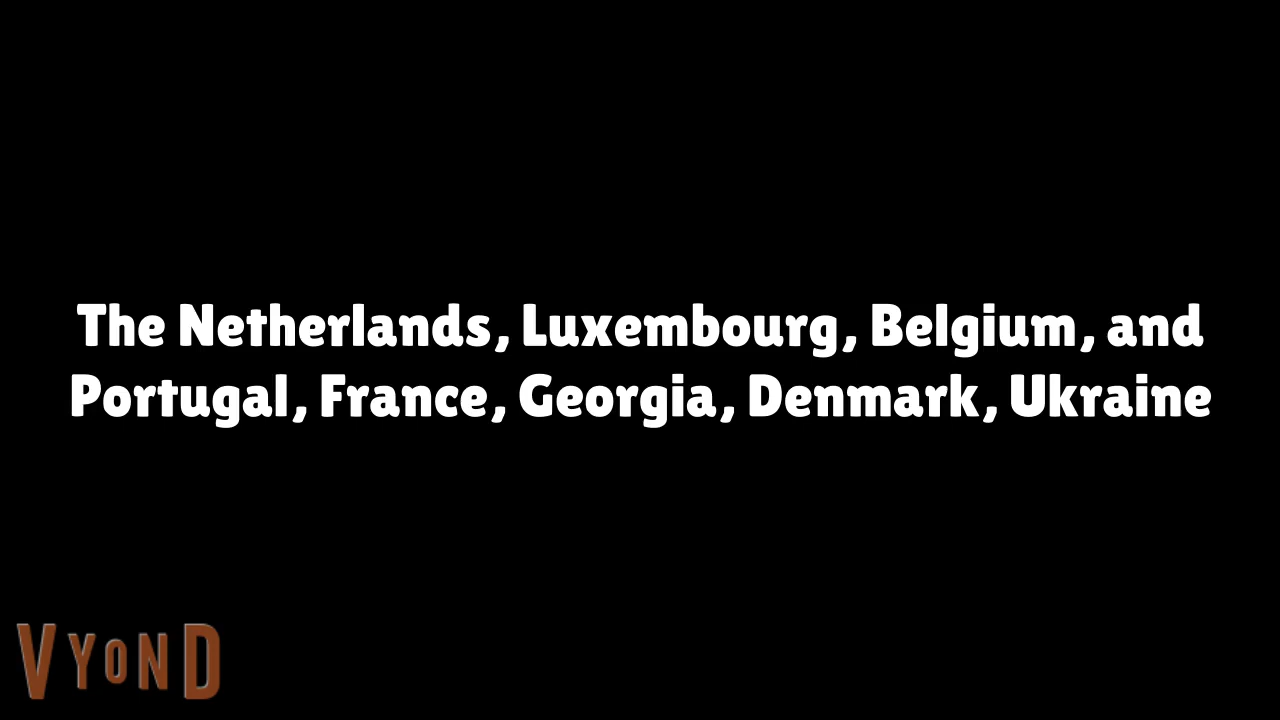 The Netherlands, Luxembourg, Belgium, and
Portugal, France, Georgia, Denmark, Ukraine
VYOND